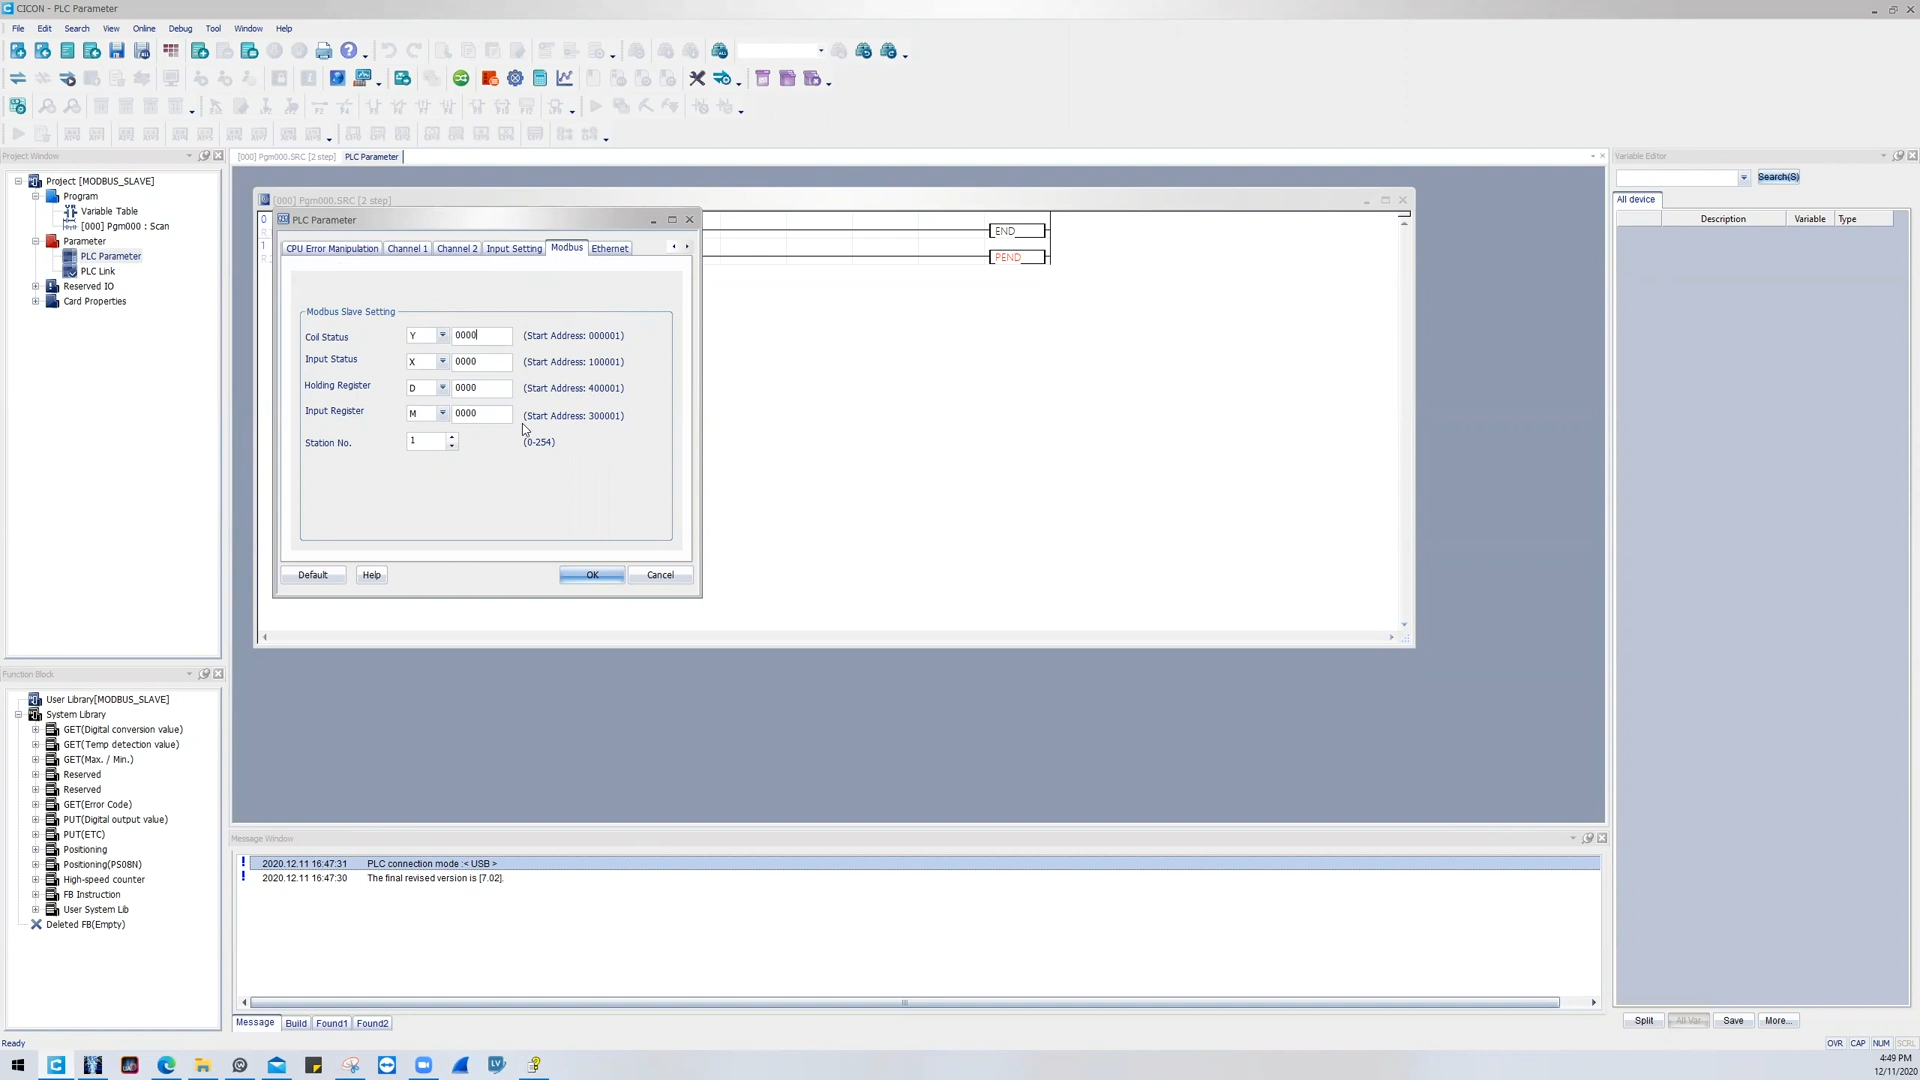 CICON - PLC Parameter
File Edit Search View Online Debug Tool Window Help
Project Window
Project [MODBUS_SLAVE]
Program
Variable Table
[000] Pgm000 : Scan
Parameter
PLC Parameter
PLC Link
Reserved IO
Card Properties
[000] Pgm000.SRC [2 step] PLC Parameter
[000] Pgm000.SRC [2 step]
0
1
END
PEND
PLC Parameter
CPU Error Manipulation Channel 1 Channel 2 Input Setting Modbus Ethernet
Modbus Slave Setting
Coil Status Y 0000 (Start Address: 000001)
Input Status X 0000 (Start Address: 100001)
Holding Register D 0000 (Start Address: 400001)
Input Register M 0000 (Start Address: 300001)
Station No. 1 (0-254)
Default Help OK Cancel
Variable Editor
Search(S)
All device
Description Variable Type
Function Block
User Library[MODBUS_SLAVE]
System Library
GET(Digital conversion value)
GET(Temp detection value)
GET(Max. / Min.)
Reserved
Reserved
GET(Error Code)
PUT(Digital output value)
PUT(ETC)
Positioning
Positioning(PS08N)
High-speed counter
FB Instruction
User System Lib
Deleted FB(Empty)
Message Window
2020.12.11 16:47:31 PLC connection mode :< USB >
2020.12.11 16:47:30 The final revised version is [7.02].
Message Build Found1 Found2
Split All Var Save More...
Ready
OVR CAP NUM SCRL
4:49 PM
12/11/2020